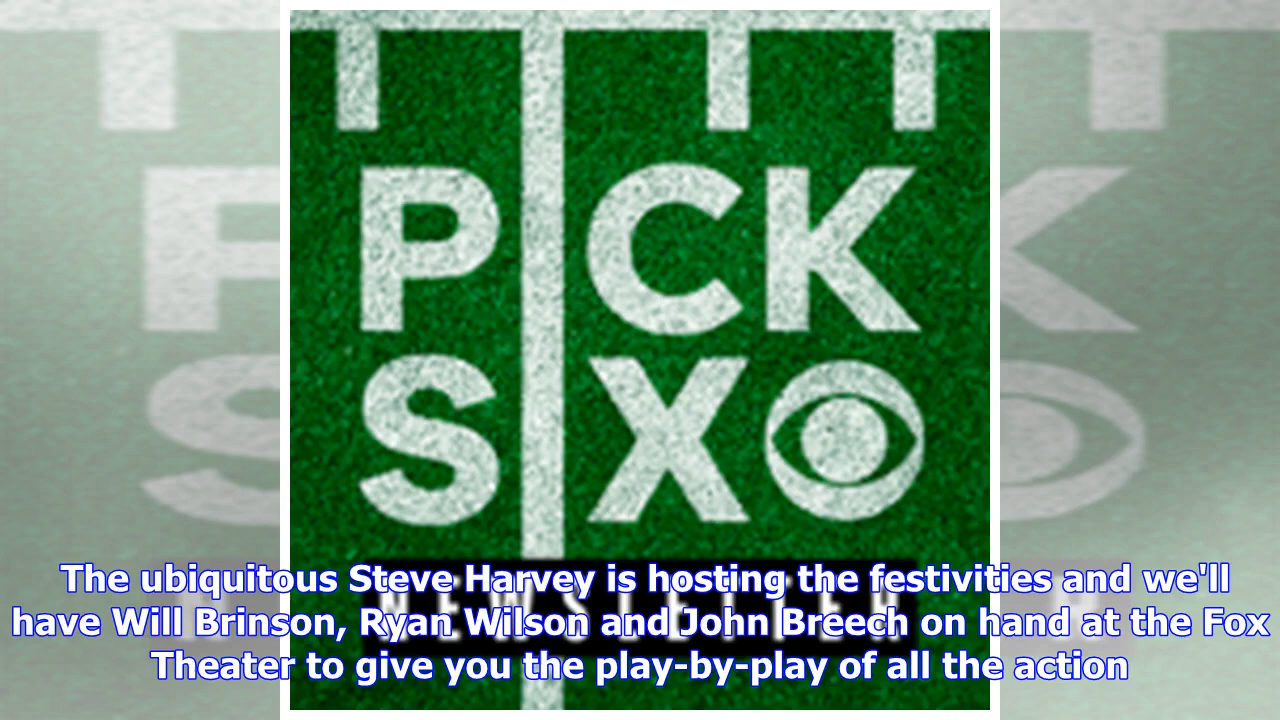 P CK
S X
NEWSLETTER
The ubiquitous Steve Harvey is hosting the festivities and we'll
have Will Brinson, Ryan Wilson and John Breech on hand at the Fox
Theater to give you the play-by-play of all the action